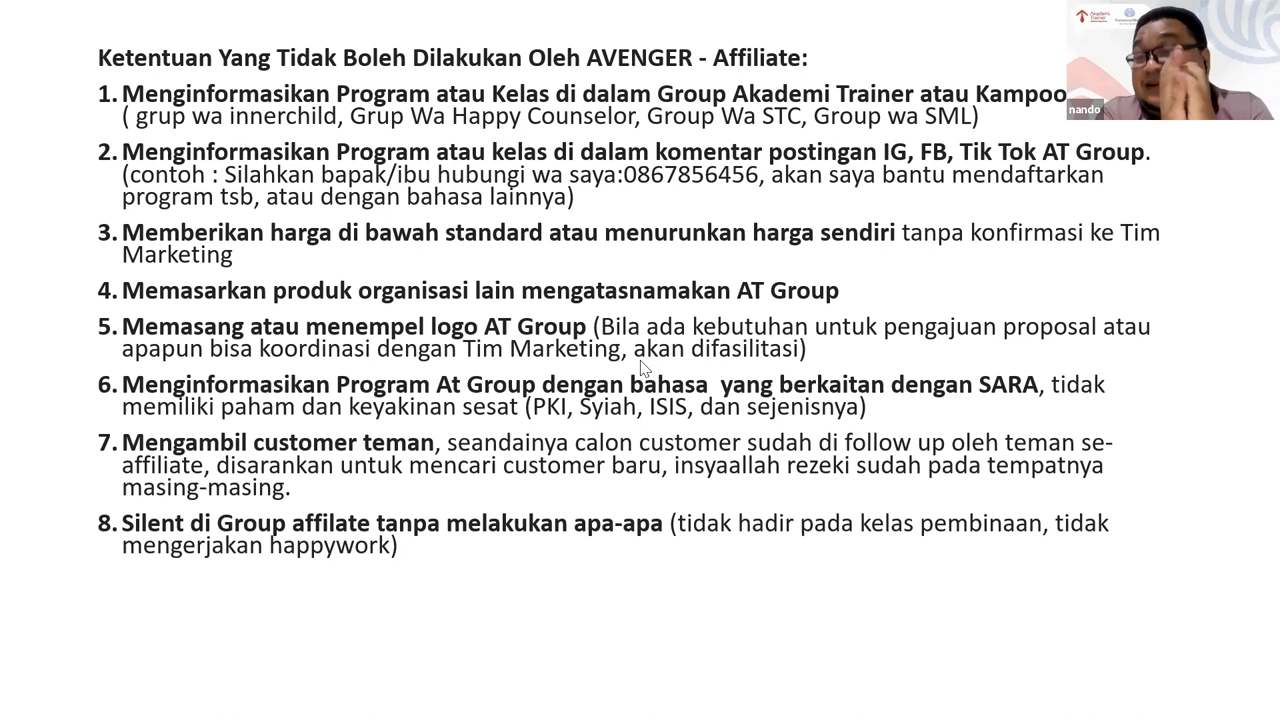 Ketentuan Yang Tidak Boleh Dilakukan Oleh AVENGER - Affiliate:
1. Menginformasikan Program atau Kelas di dalam Group Akademi Trainer atau Kampoo
( grup wa innerchild, Grup Wa Happy Counselor, Group Wa STC, Group wa SML)
2. Menginformasikan Program atau kelas di dalam komentar postingan IG, FB, Tik Tok AT Group.
(contoh : Silahkan bapak/ibu hubungi wa saya:0867856456, akan saya bantu mendaftarkan
program tsb, atau dengan bahasa lainnya)
3. Memberikan harga di bawah standard atau menurunkan harga sendiri tanpa konfirmasi ke Tim
Marketing
4. Memasarkan produk organisasi lain mengatasnamakan AT Group
5. Memasang atau menempel logo AT Group (Bila ada kebutuhan untuk pengajuan proposal atau
apapun bisa koordinasi dengan Tim Marketing, akan difasilitasi)
6. Menginformasikan Program At Group dengan bahasa  yang berkaitan dengan SARA, tidak
memiliki paham dan keyakinan sesat (PKI, Syiah, ISIS, dan sejenisnya)
7. Mengambil customer teman, seandainya calon customer sudah di follow up oleh teman se-
affiliate, disarankan untuk mencari customer baru, insyaallah rezeki sudah pada tempatnya
masing-masing.
8. Silent di Group affilate tanpa melakukan apa-apa (tidak hadir pada kelas pembinaan, tidak
mengerjakan happywork)
Akademi
Trainer
nando